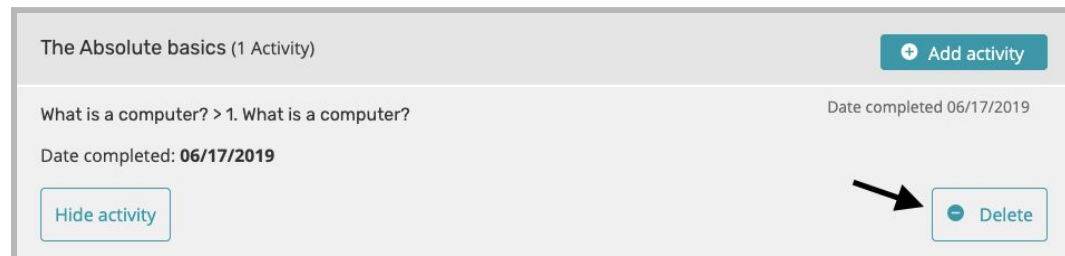 The Absolute basics (1 Activity)
Add activity
What is a computer? > 1. What is a computer?
Date completed 06/17/2019
Date completed: 06/17/2019
Hide activity
Delete